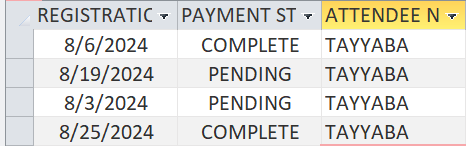 REGISTRATIC PAYMENT ST ATTENDEE N
8/6/2024 COMPLETE TAYYABA
8/19/2024 PENDING TAYYABA
8/3/2024 PENDING TAYYABA
8/25/2024 COMPLETE TAYYABA